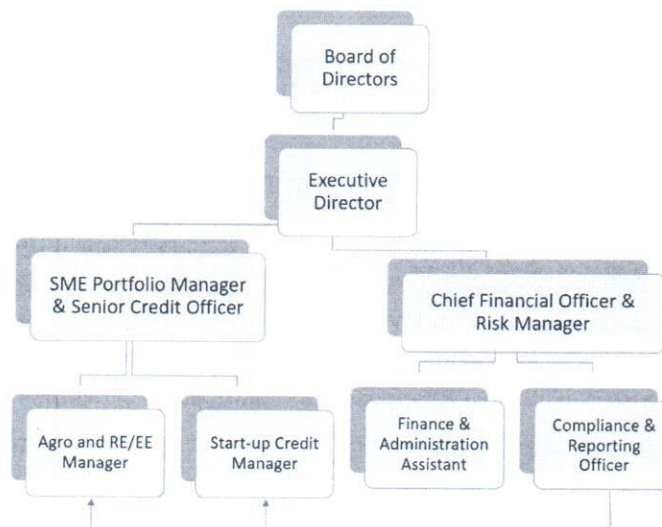 Board of
Directors
Executive
Director
SME Portfolio Manager
& Senior Credit Officer
Chief Financial Officer &
Risk Manager
Agro and RE/EE
Manager
Start-up Credit
Manager
Finance &
Administration
Assistant
Compliance &
Reporting
Officer